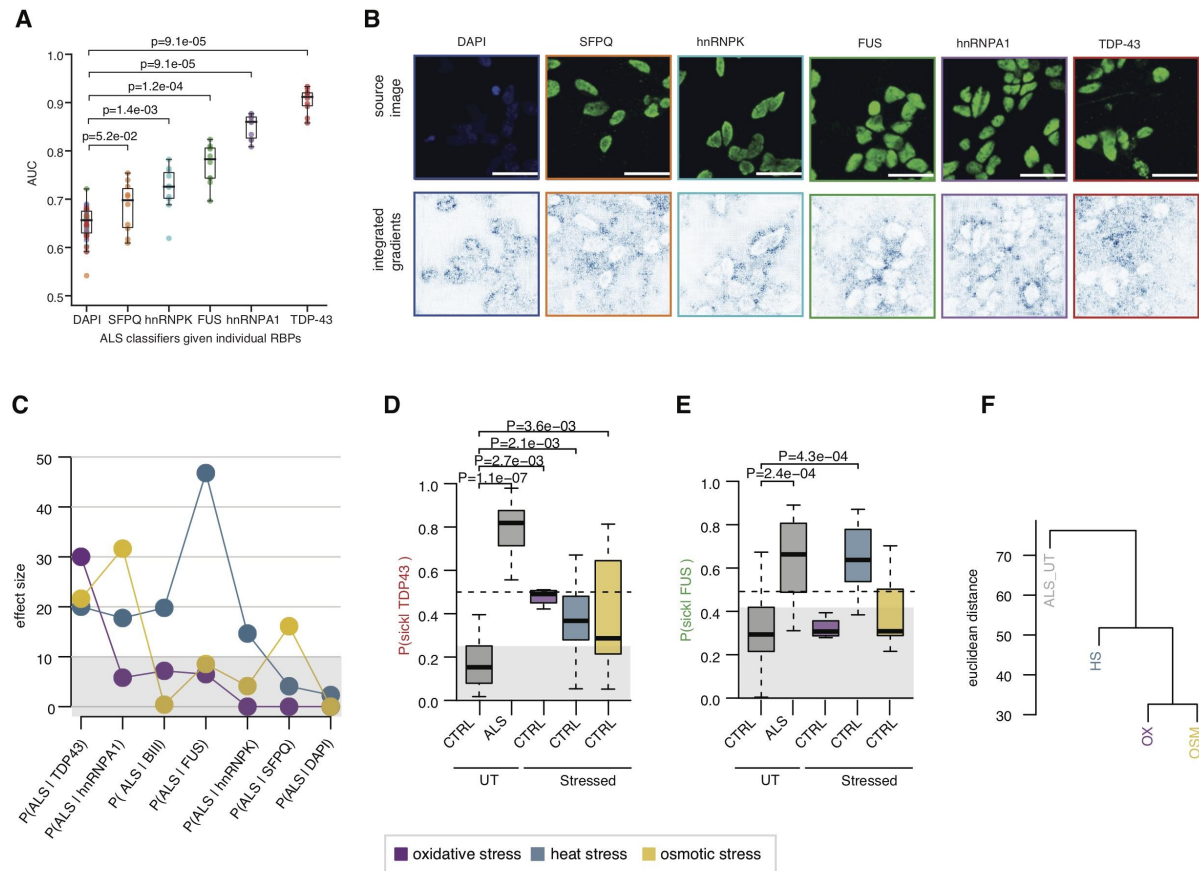 A
p=9.1e-05
p=9.1e-05
p=1.2e-04
p=1.4e-03
p=5.2e-02
AUC
1.0
0.9
0.8
0.7
0.6
0.5
DAPI SFPQ hnRNPK FUS hnRNPA1 TDP-43
ALS classifiers given individual RBPs
B
DAPI SFPQ hnRNPK FUS hnRNPA1 TDP-43
source
image
integrated
gradients
C
effect size
50
40
30
20
10
0
P(ALS I TDP43)
P(ALS I hnRNPA1)
P( ALS I BIII)
P(ALS I FUS)
P(ALS I hnRNPK)
P(ALS I SFPQ)
P(ALS I DAPI)
D
P=3.6e−03
P=2.1e−03
P=2.7e−03
P=1.1e−07
P(sickI TDP43 )
1.0
0.8
0.6
0.4
0.2
0.0
CTRL ALS CTRL CTRL CTRL
UT Stressed
E
P=4.3e−04
P=2.4e−04
P(sickI FUS )
1.0
0.8
0.6
0.4
0.2
0.0
CTRL ALS CTRL CTRL CTRL
UT Stressed
F
euclidean distance
70
60
50
40
30
ALS_UT
HS
OX
OSM
oxidative stress heat stress osmotic stress